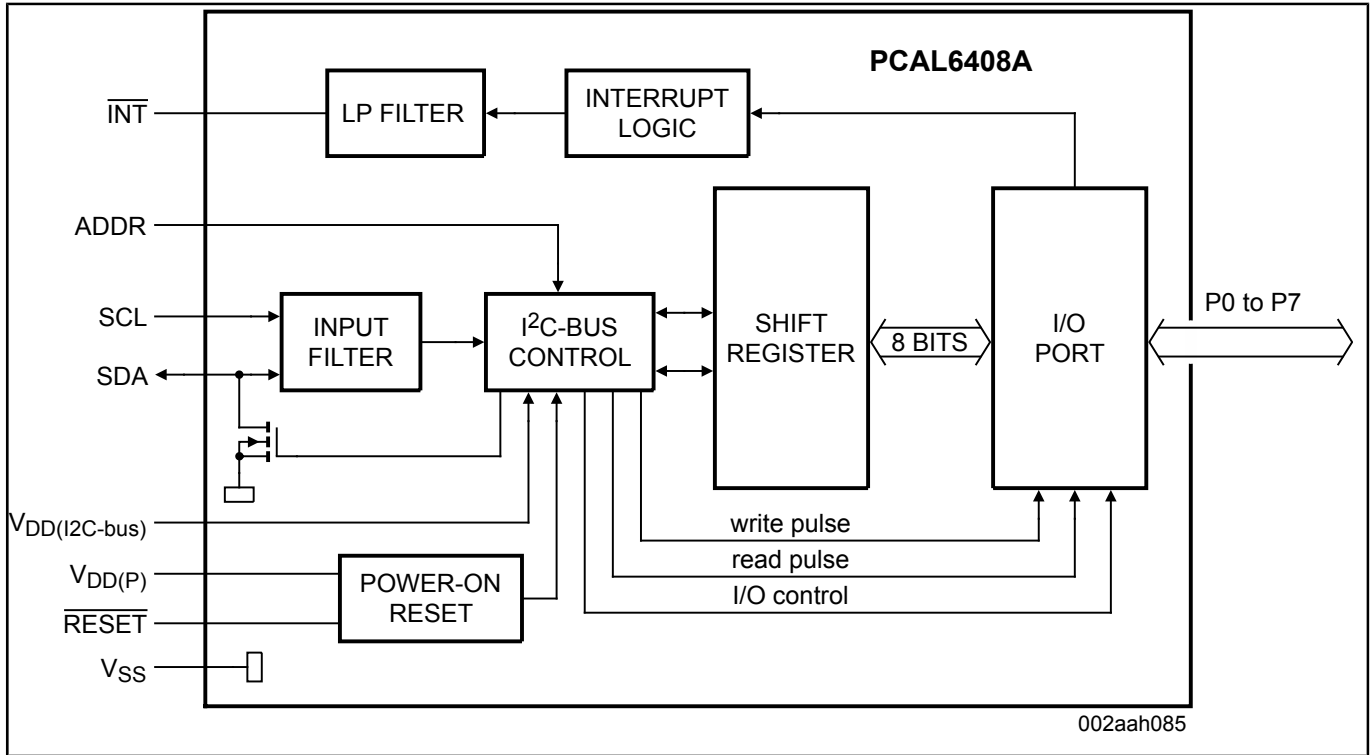 PCAL6408A
INT
LP FILTER
INTERRUPT
LOGIC
ADDR
SCL
SDA
INPUT
FILTER
I²C-BUS
CONTROL
SHIFT
REGISTER
8 BITS
I/O
PORT
P0 to P7
VDD(I2C-bus)
VDD(P)
RESET
VSS
POWER-ON
RESET
write pulse
read pulse
I/O control
002aah085